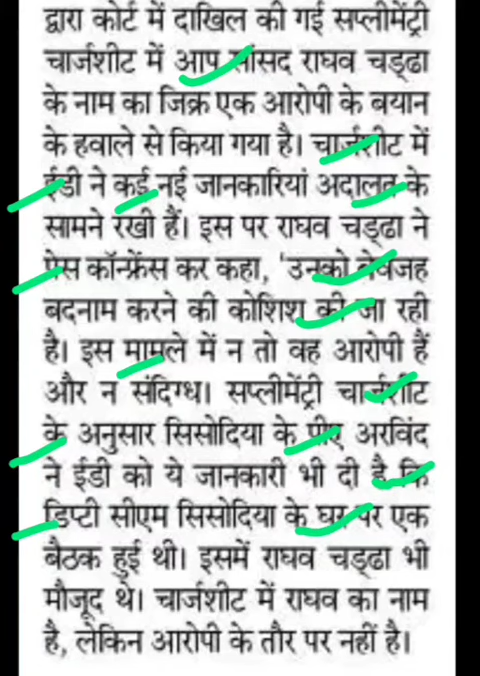 द्वारा कोर्ट में दाखिल की गई सप्लीमेंट्री
चार्जशीट में आप सांसद राघव चड्ढा
के नाम का जिक्र एक आरोपी के बयान
के हवाले से किया गया है। चार्जशीट में
ईडी ने कई नई जानकारियां अदालत के
सामने रखी हैं। इस पर राघव चड्ढा ने
प्रेस कॉन्फ्रेंस कर कहा, 'उनको बेवजह
बदनाम करने की कोशिश की जा रही
है। इस मामले में न तो वह आरोपी हैं
और न संदिग्ध। सप्लीमेंट्री चार्जशीट
के अनुसार सिसोदिया के पीए अरविंद
ने ईडी को ये जानकारी भी दी है कि
डिप्टी सीएम सिसोदिया के घर पर एक
बैठक हुई थी। इसमें राघव चड्ढा भी
मौजूद थे। चार्जशीट में राघव का नाम
है, लेकिन आरोपी के तौर पर नहीं है।